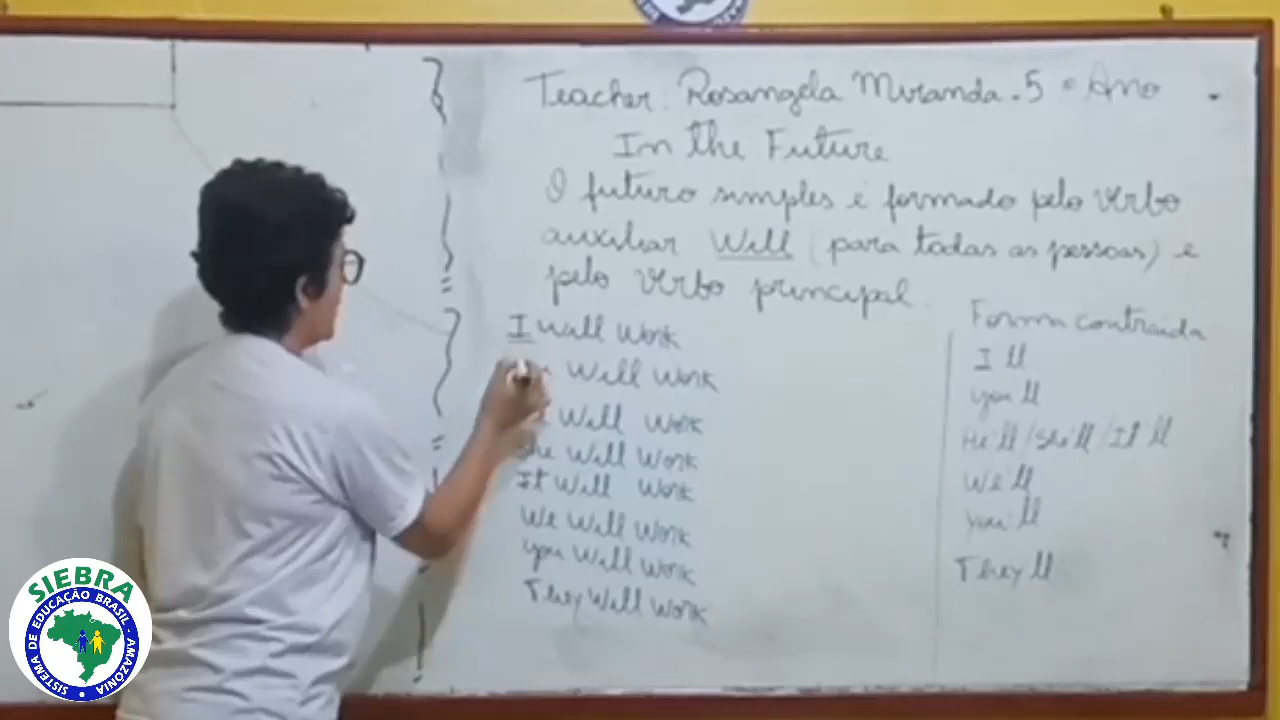 Teacher: Rosangela Miranda. 5º Ano
In the Future
O futuro simples é formado pelo verbo
auxiliar Will (para todas as pessoas) e
pelo verbo principal.
I Will Work
Will Work
Will Work
She Will Work
It Will Work
We Will Work
you Will Work
They Will Work
Forma contraida
I'll
you'll
He'll / She'll / It'll
We'll
you'll
They'll
SIEBRA
SISTEMA DE EDUCAÇÃO BRASIL - AMAZÔNIA